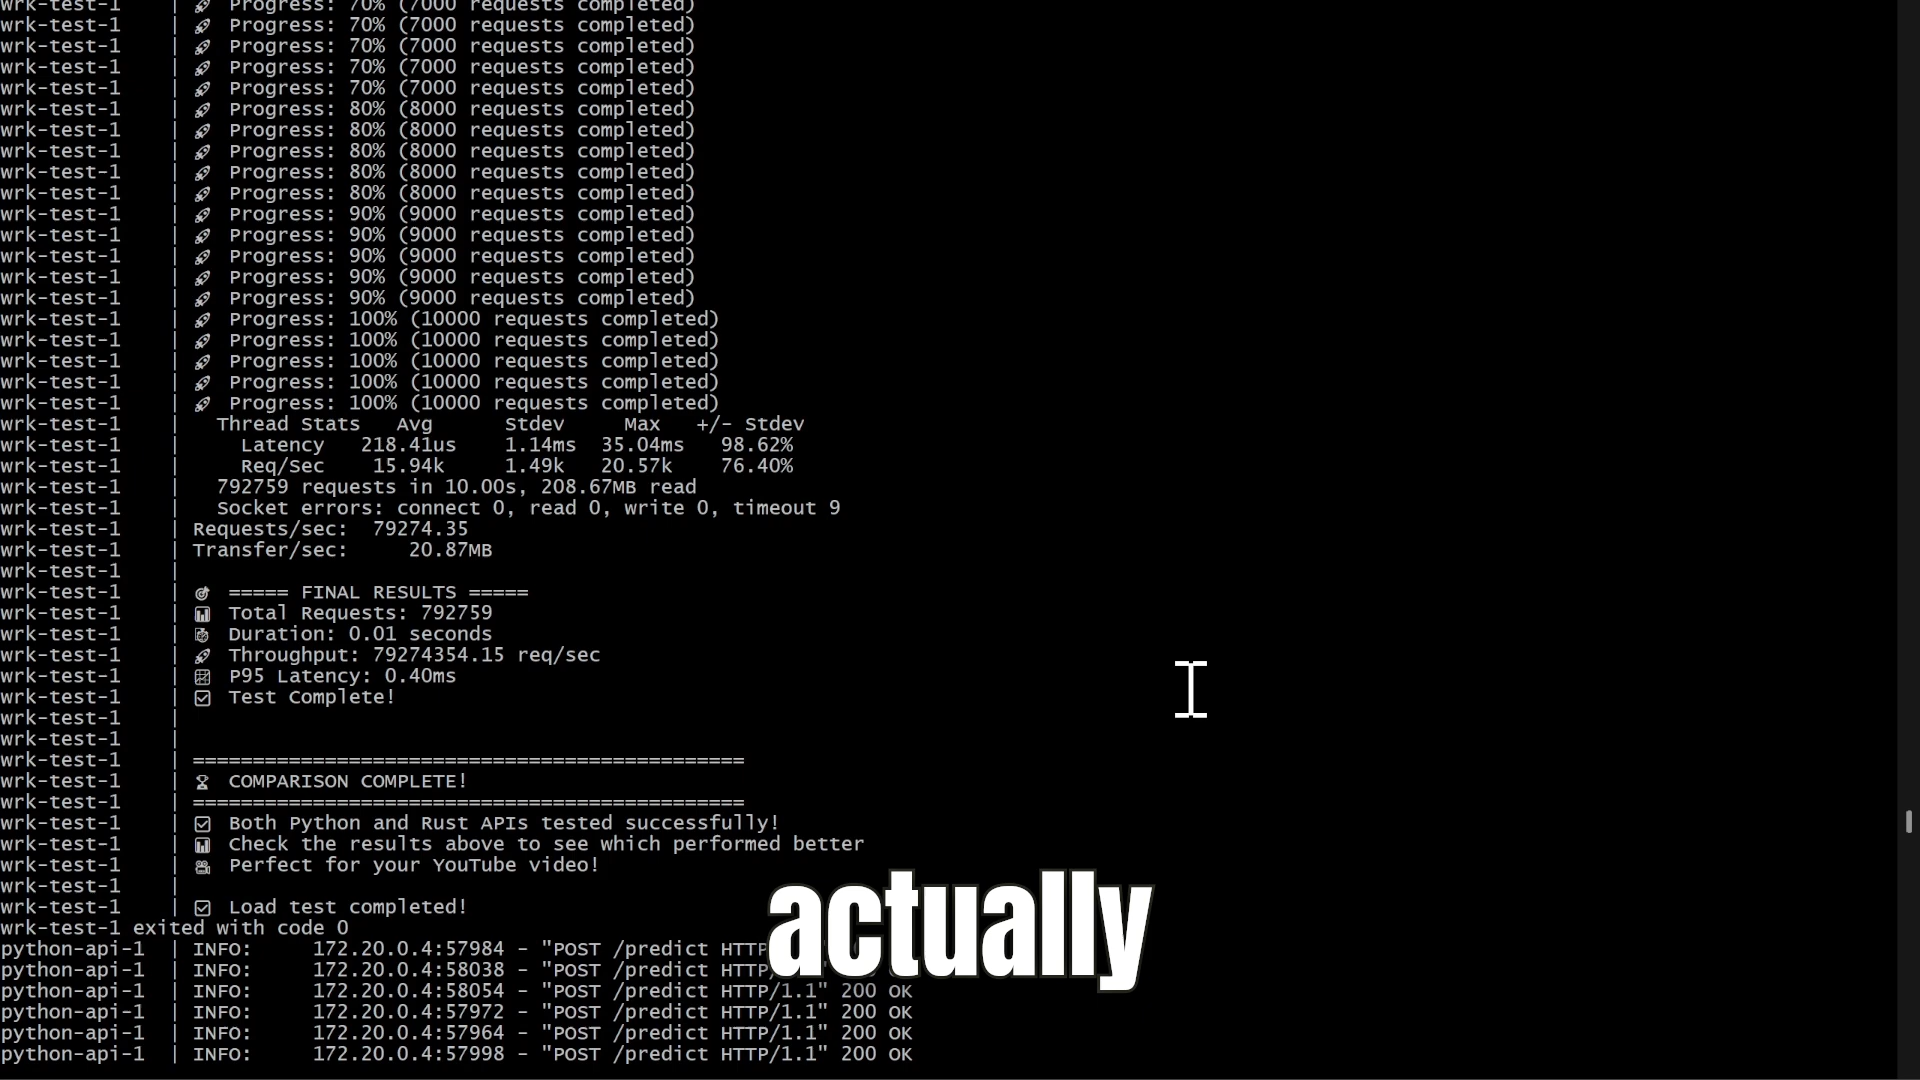 wrk-test-1 | 🚀 Progress: 70% (7000 requests completed)
wrk-test-1 | 🚀 Progress: 70% (7000 requests completed)
wrk-test-1 | 🚀 Progress: 70% (7000 requests completed)
wrk-test-1 | 🚀 Progress: 70% (7000 requests completed)
wrk-test-1 | 🚀 Progress: 70% (7000 requests completed)
wrk-test-1 | 🚀 Progress: 80% (8000 requests completed)
wrk-test-1 | 🚀 Progress: 80% (8000 requests completed)
wrk-test-1 | 🚀 Progress: 80% (8000 requests completed)
wrk-test-1 | 🚀 Progress: 80% (8000 requests completed)
wrk-test-1 | 🚀 Progress: 80% (8000 requests completed)
wrk-test-1 | 🚀 Progress: 90% (9000 requests completed)
wrk-test-1 | 🚀 Progress: 90% (9000 requests completed)
wrk-test-1 | 🚀 Progress: 90% (9000 requests completed)
wrk-test-1 | 🚀 Progress: 90% (9000 requests completed)
wrk-test-1 | 🚀 Progress: 90% (9000 requests completed)
wrk-test-1 | 🚀 Progress: 100% (10000 requests completed)
wrk-test-1 | 🚀 Progress: 100% (10000 requests completed)
wrk-test-1 | 🚀 Progress: 100% (10000 requests completed)
wrk-test-1 | 🚀 Progress: 100% (10000 requests completed)
wrk-test-1 | 🚀 Progress: 100% (10000 requests completed)
wrk-test-1 | Thread Stats Avg Stdev Max +/- Stdev
wrk-test-1 | Latency 218.41us 1.14ms 35.04ms 98.62%
wrk-test-1 | Req/Sec 15.94k 1.49k 20.57k 76.40%
wrk-test-1 | 792759 requests in 10.00s, 208.67MB read
wrk-test-1 | Socket errors: connect 0, read 0, write 0, timeout 9
wrk-test-1 | Requests/sec: 79274.35
wrk-test-1 | Transfer/sec: 20.87MB
wrk-test-1 |
wrk-test-1 | 🎯 ===== FINAL RESULTS =====
wrk-test-1 | 📊 Total Requests: 792759
wrk-test-1 | ⏱ Duration: 0.01 seconds
wrk-test-1 | 🚀 Throughput: 79274354.15 req/sec
wrk-test-1 | 📈 P95 Latency: 0.40ms
wrk-test-1 | ✅ Test Complete!
wrk-test-1 |
wrk-test-1 |
wrk-test-1 | ==============================================
wrk-test-1 | 🏆 COMPARISON COMPLETE!
wrk-test-1 | ==============================================
wrk-test-1 | ✅ Both Python and Rust APIs tested successfully!
wrk-test-1 | 📊 Check the results above to see which performed better
wrk-test-1 | 🎥 Perfect for your YouTube video!
wrk-test-1 |
wrk-test-1 | ✅ Load test completed!
wrk-test-1 exited with code 0
python-api-1 | INFO: 172.20.0.4:57984 - "POST /predict
python-api-1 | INFO: 172.20.0.4:58038 - "POST /predict
python-api-1 | INFO: 172.20.0.4:58054 - "POST /predict HTTP/1.1" 200 OK
python-api-1 | INFO: 172.20.0.4:57972 - "POST /predict HTTP/1.1" 200 OK
python-api-1 | INFO: 172.20.0.4:57964 - "POST /predict HTTP/1.1" 200 OK
python-api-1 | INFO: 172.20.0.4:57998 - "POST /predict HTTP/1.1" 200 OK
actually